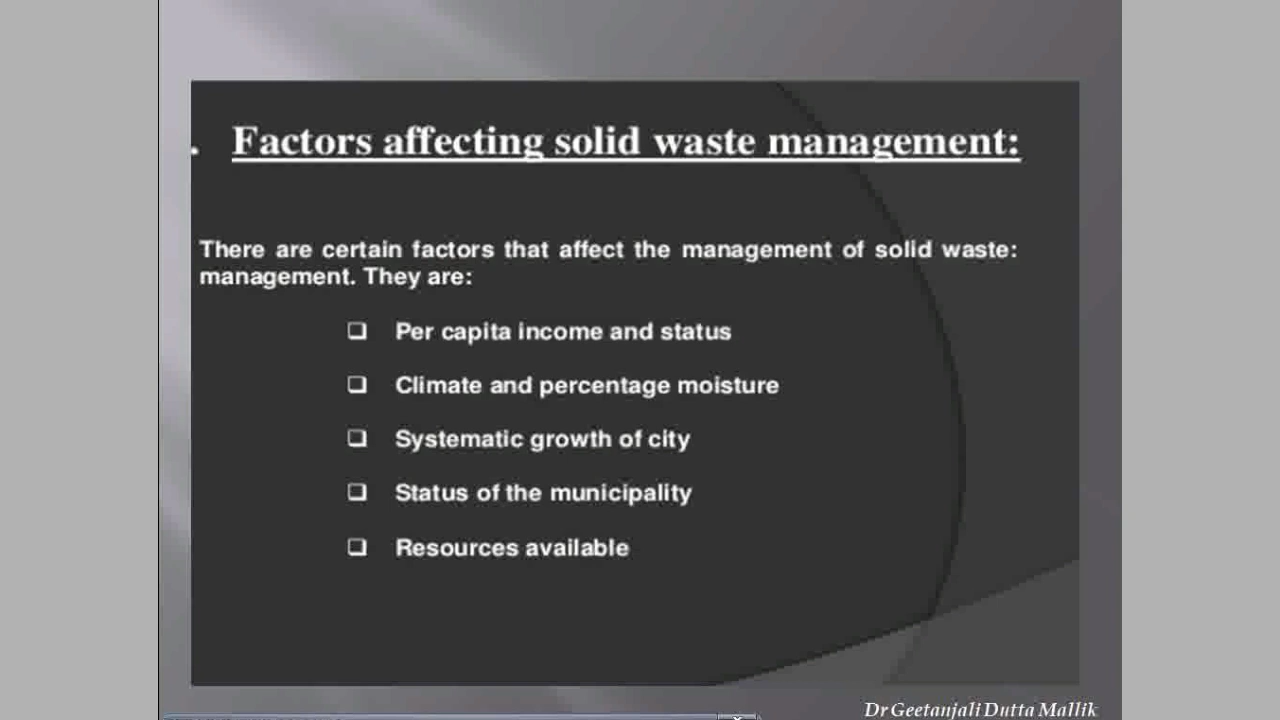 . Factors affecting solid waste management:
There are certain factors that affect the management of solid waste:
management. They are:
❑ Per capita income and status
❑ Climate and percentage moisture
❑ Systematic growth of city
❑ Status of the municipality
❑ Resources available
Dr Geetanjali Dutta Mallik